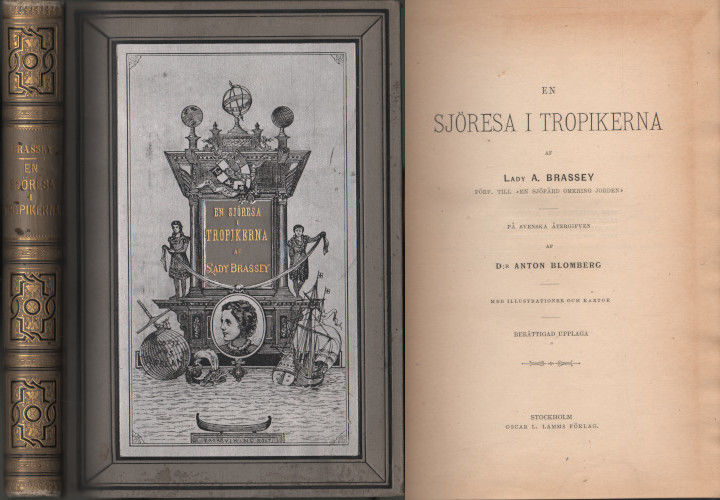 BRASSEY
EN
SJÖRESA
I
TROPIKERNA
EN SJÖRESA
I
TROPIKERNA
AF
LADY BRASSEY
EN
SJÖRESA I TROPIKERNA
AF
LADY A. BRASSEY
FÖRF. TILL »EN SJÖFÄRD OMKRING JORDEN»
PÅ SVENSKA ÅTERGIFVEN
AF
D:R ANTON BLOMBERG
MED ILLUSTRATIONER OCH KARTOR
BERÄTTIGAD UPPLAGA
STOCKHOLM
OSCAR L. LAMMS FÖRLAG.